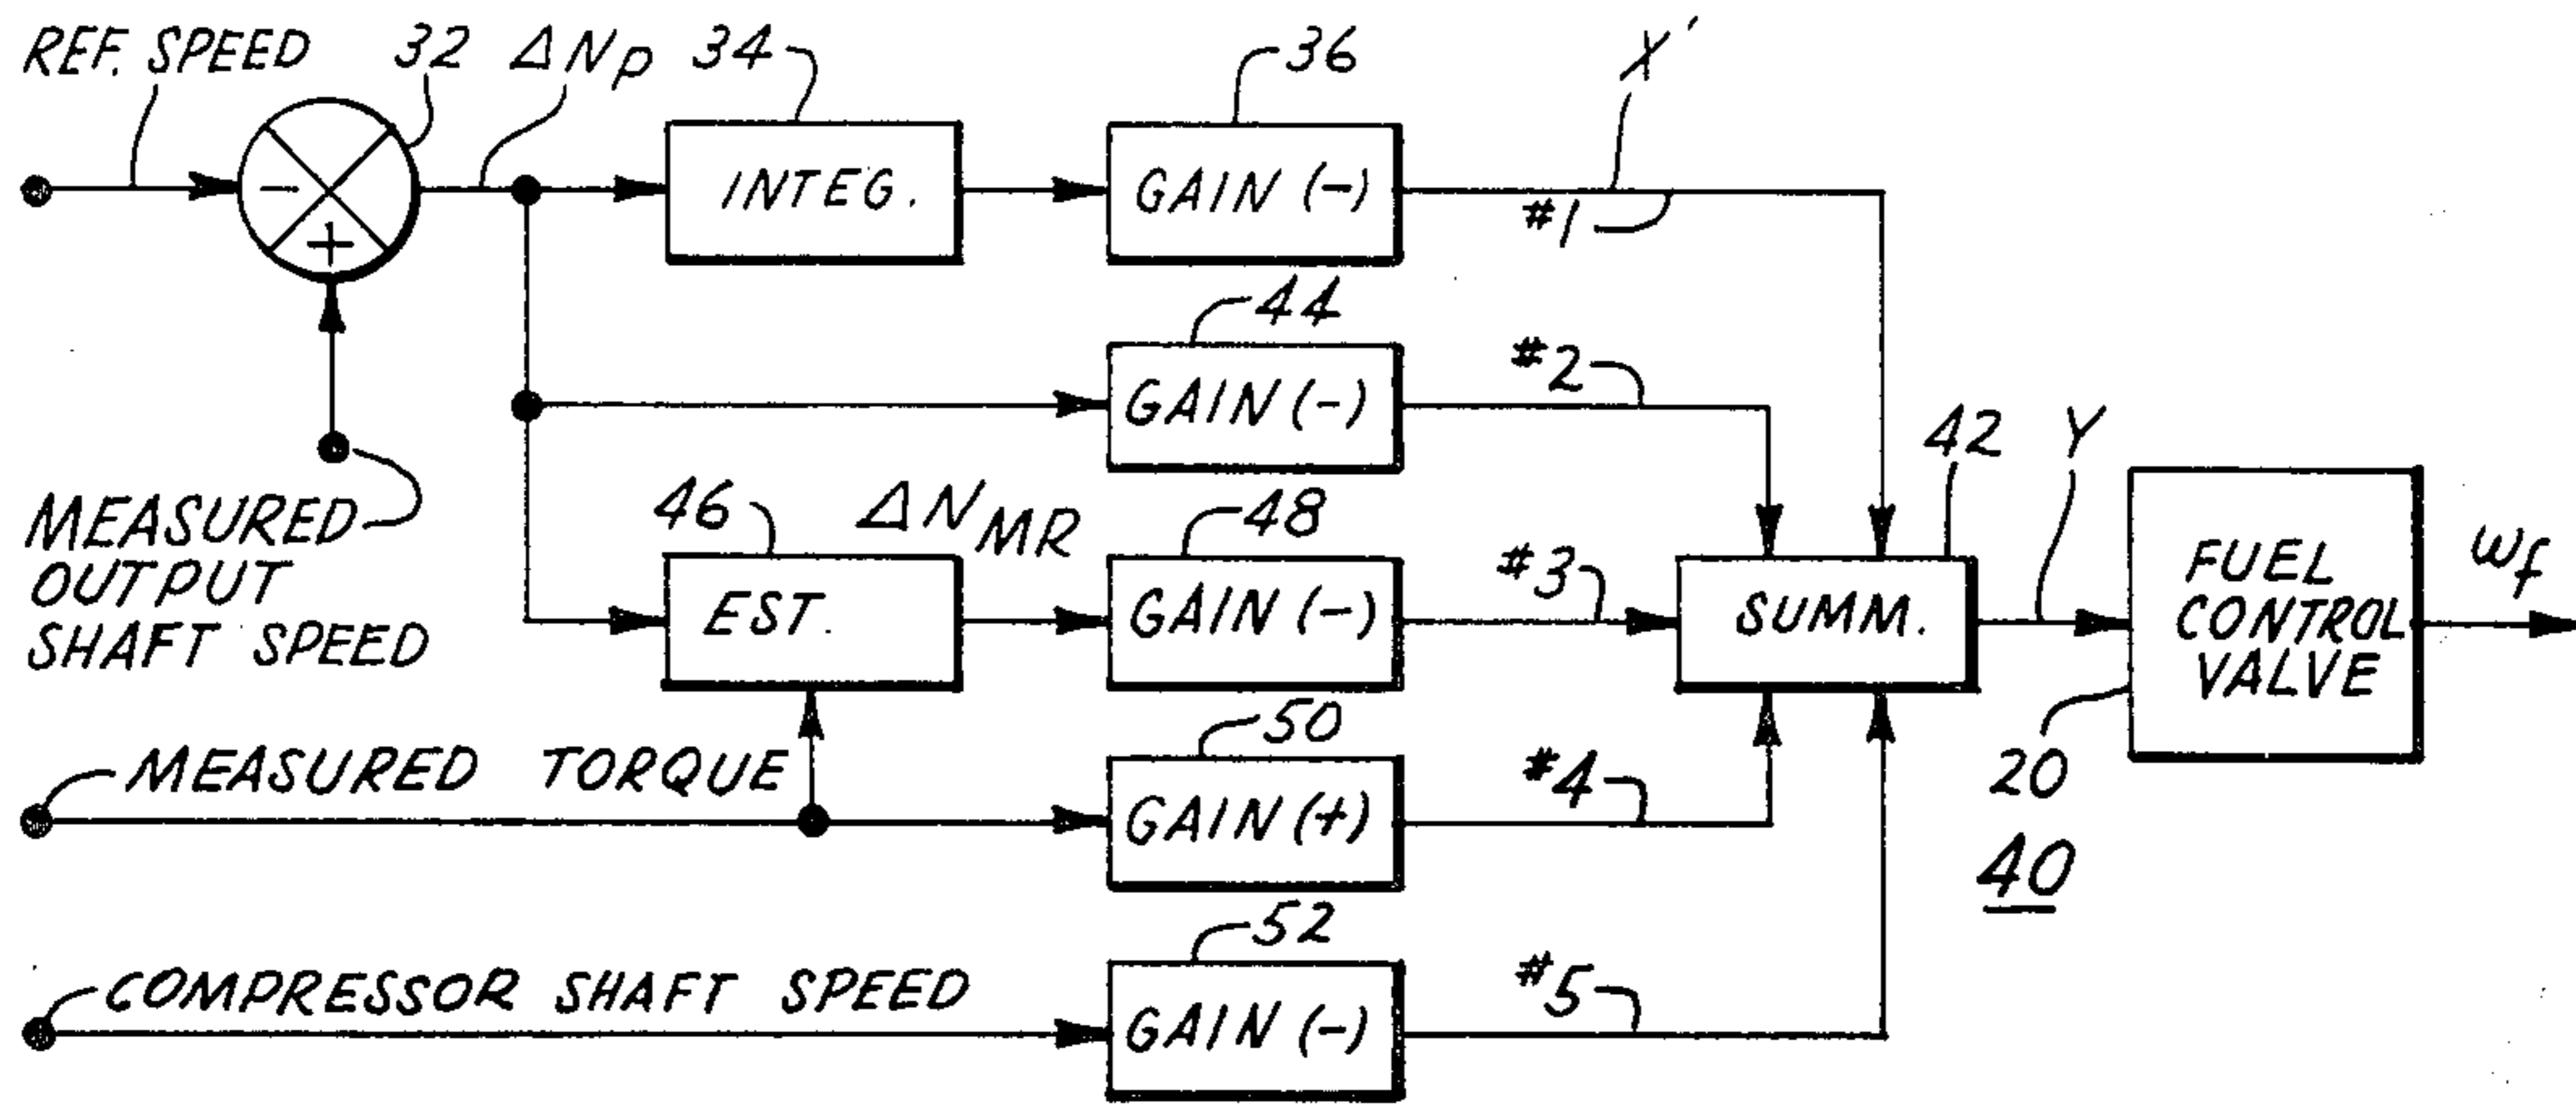 REF. SPEED
32
ΔNp
34
36
X'
-
+
INTEG.
GAIN (-)
#1
44
#2
GAIN (-)
MEASURED
OUTPUT
SHAFT SPEED
46
ΔNMR
48
#3
42
Y
EST.
GAIN (-)
SUMM.
FUEL
CONTROL
VALVE
wf
20
40
MEASURED TORQUE
50
#4
GAIN (+)
COMPRESSOR SHAFT SPEED
52
#5
GAIN (-)